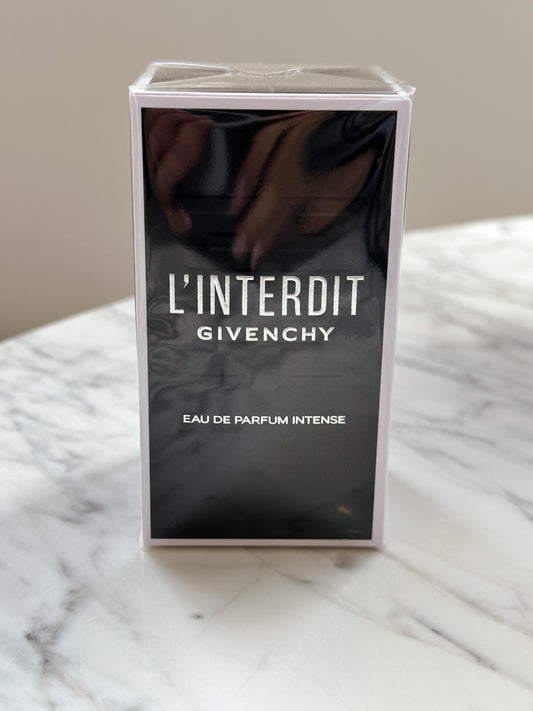 L'INTERDIT
GIVENCHY
EAU DE PARFUM INTENSE